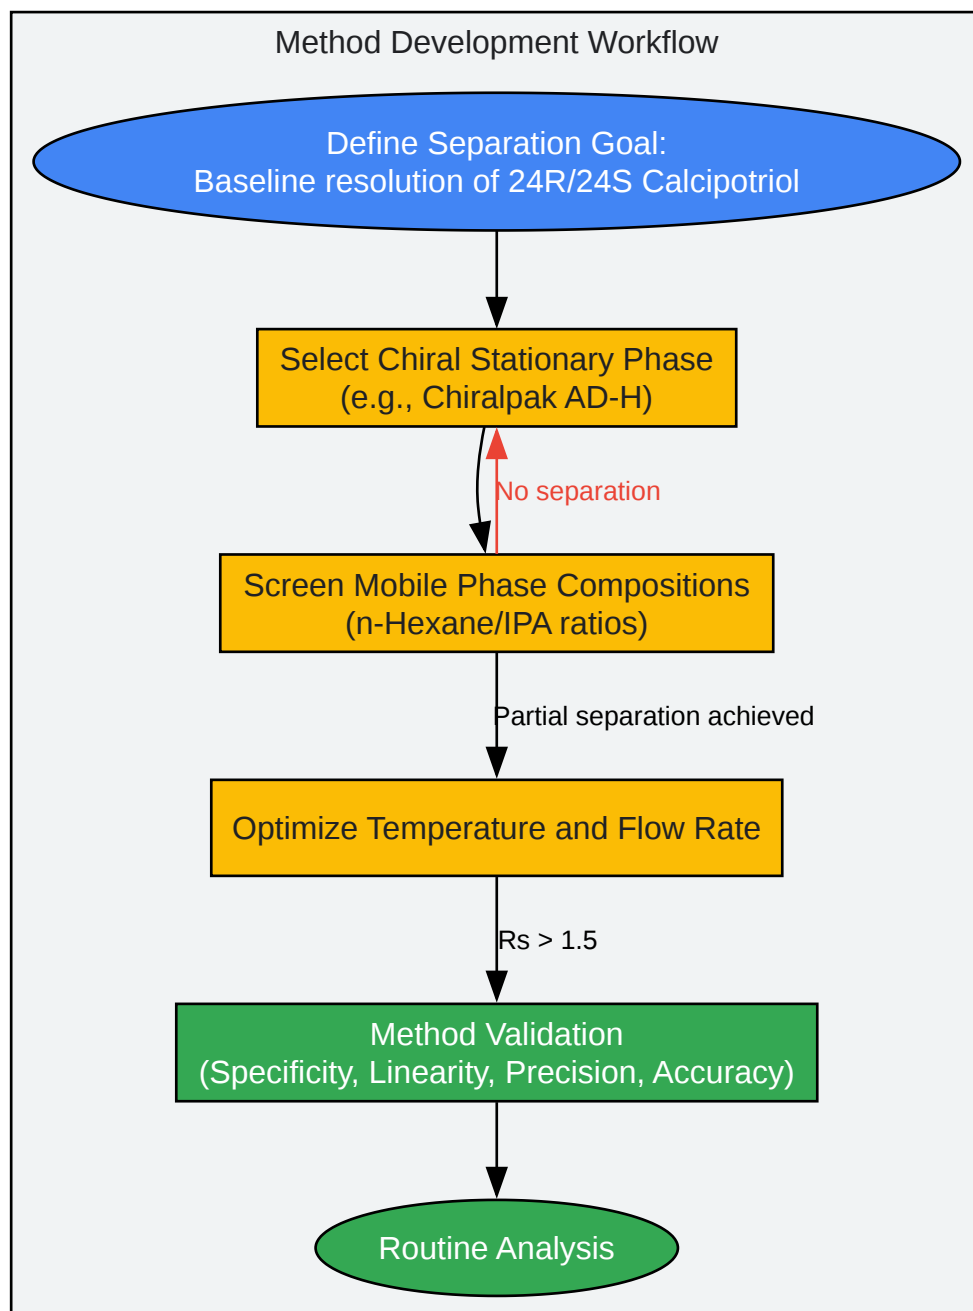 Method Development Workflow
Define Separation Goal:
Baseline resolution of 24R/24S Calcipotriol
Select Chiral Stationary Phase
(e.g., Chiralpak AD-H)
No separation
Screen Mobile Phase Compositions
(n-Hexane/IPA ratios)
Partial separation achieved
Optimize Temperature and Flow Rate
Rs > 1.5
Method Validation
(Specificity, Linearity, Precision, Accuracy)
Routine Analysis